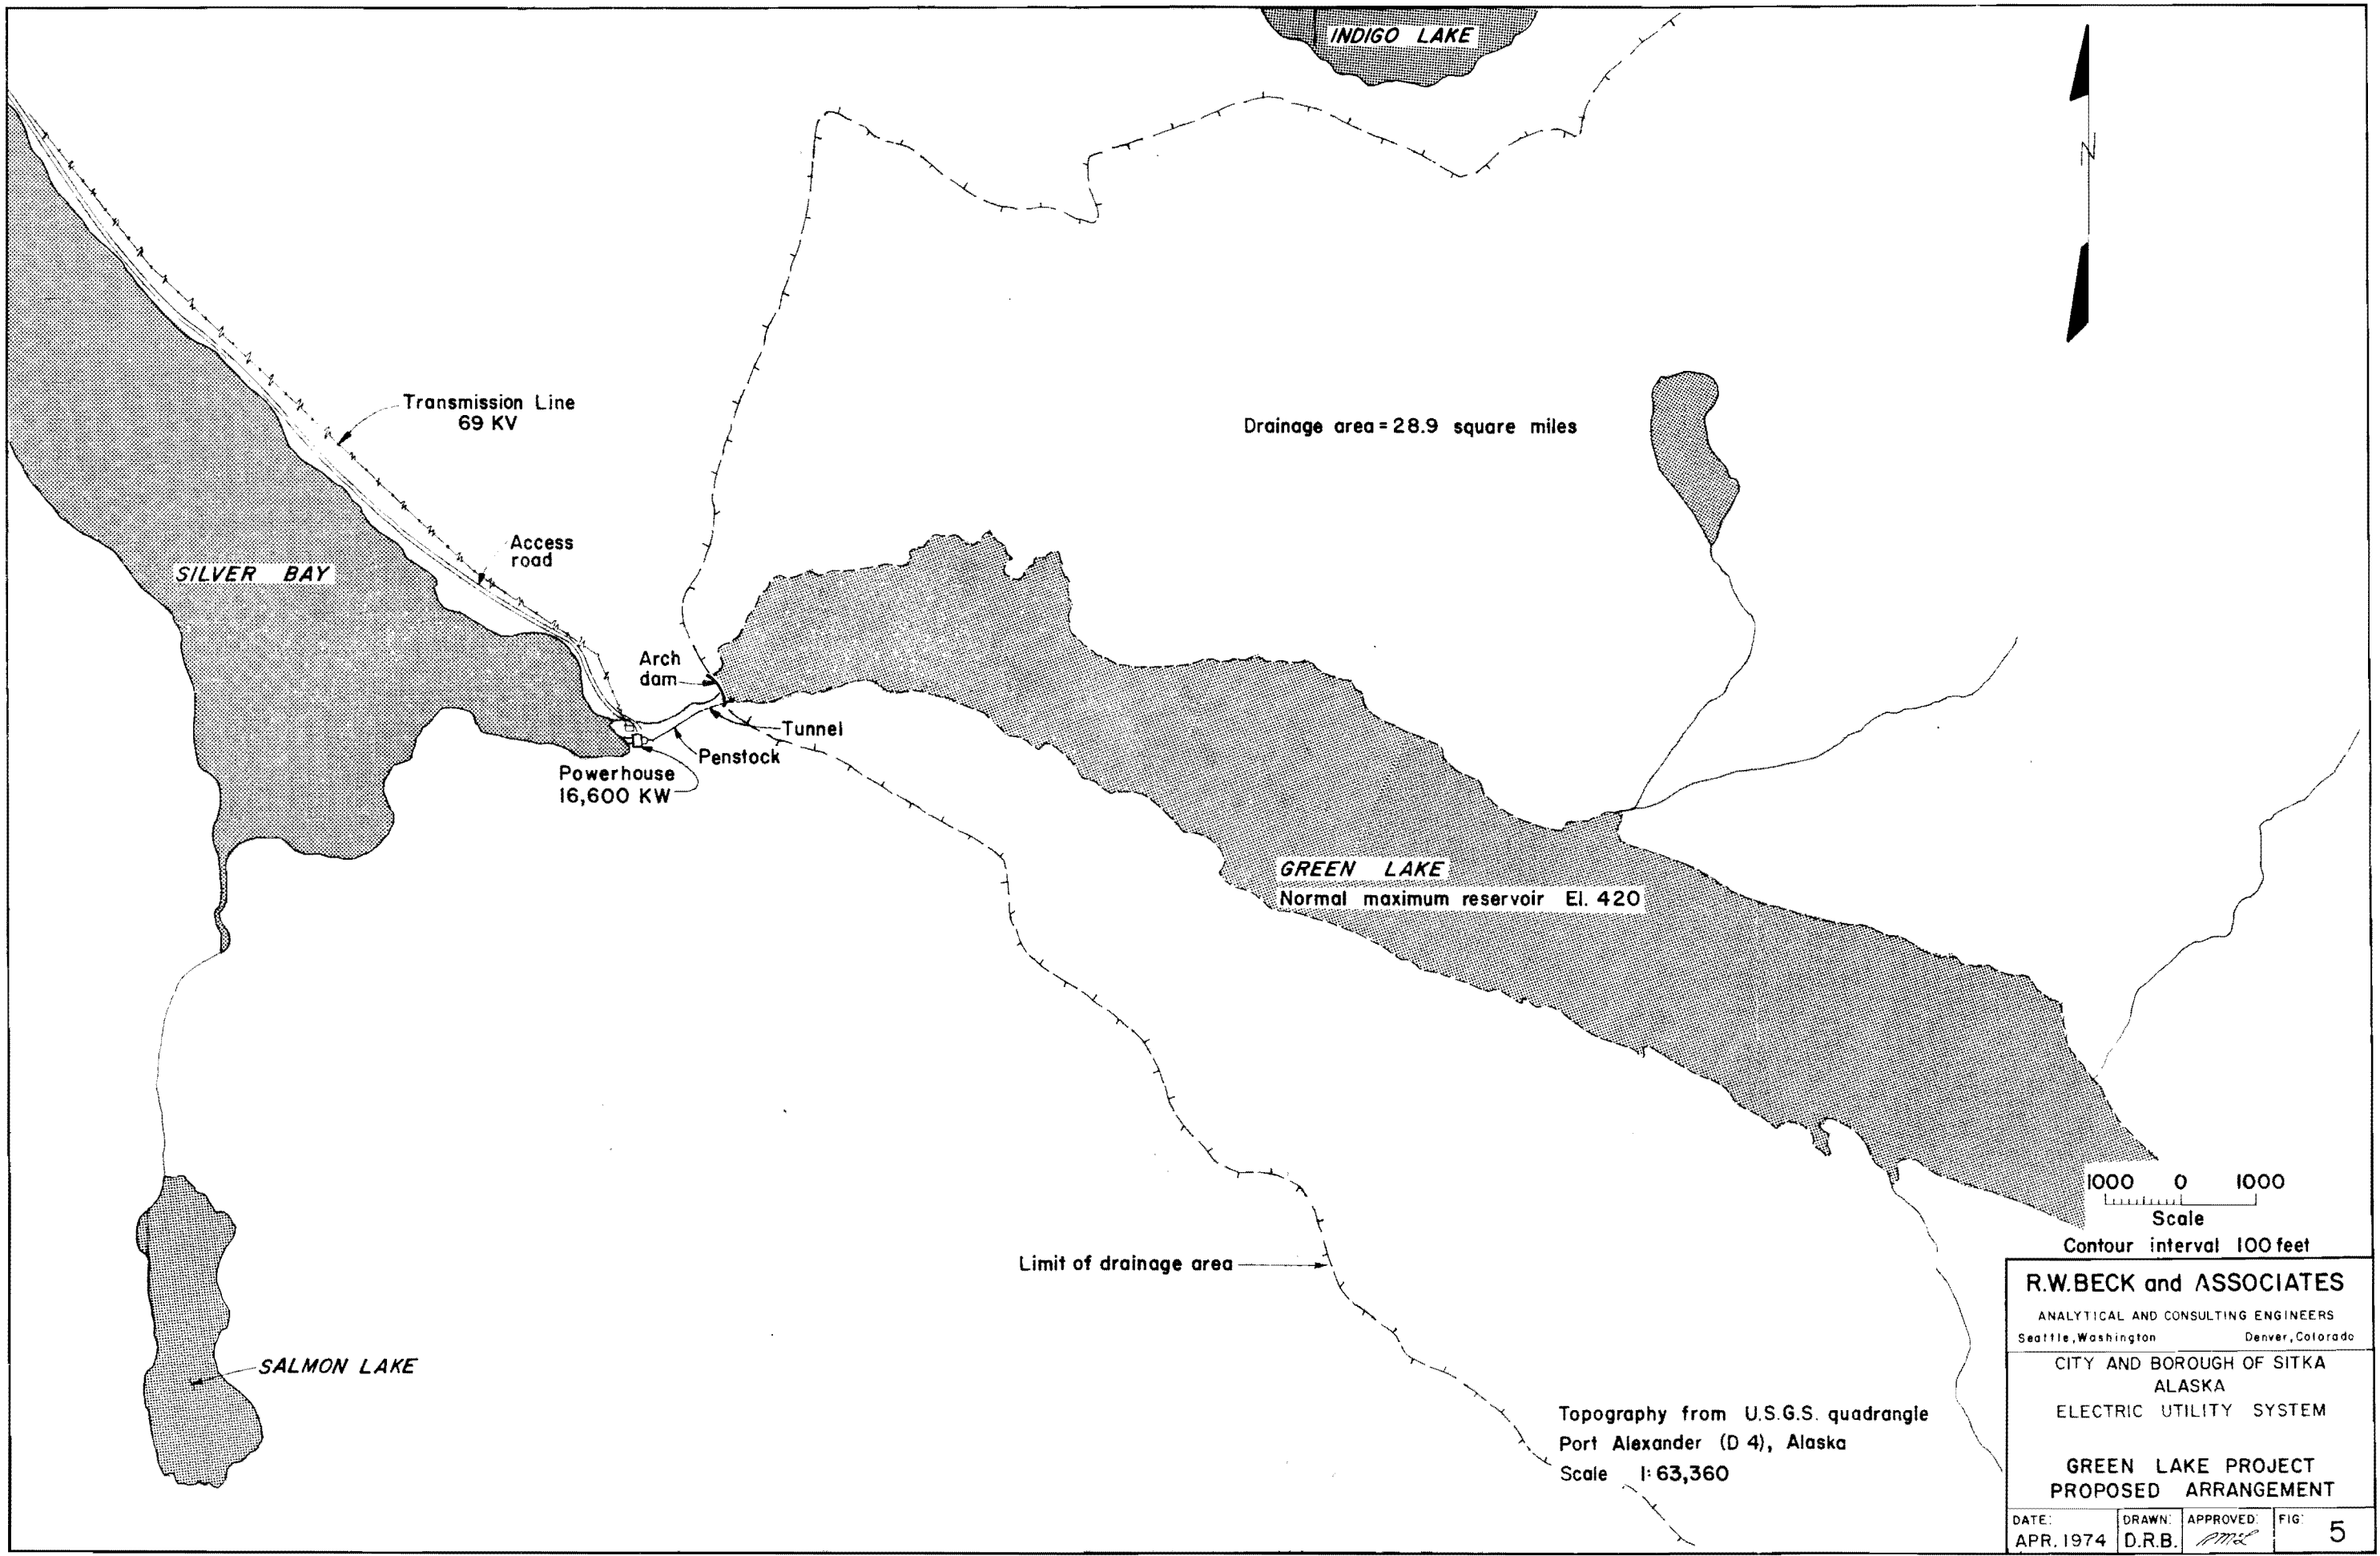 INDIGO LAKE
N
Transmission Line
69 KV
Drainage area = 28.9 square miles
Access
road
SILVER BAY
Arch
dam
Tunnel
Penstock
Powerhouse
16,600 KW
GREEN LAKE
Normal maximum reservoir El. 420
1000 0 1000
Scale
Contour interval 100 feet
Limit of drainage area
SALMON LAKE
Topography from U.S.G.S. quadrangle
Port Alexander (D 4), Alaska
Scale 1:63,360
R.W. BECK and ASSOCIATES
ANALYTICAL AND CONSULTING ENGINEERS
Seattle, Washington Denver, Colorado
CITY AND BOROUGH OF SITKA
ALASKA
ELECTRIC UTILITY SYSTEM
GREEN LAKE PROJECT
PROPOSED ARRANGEMENT
DATE: DRAWN: APPROVED: FIG:
APR. 1974 D.R.B. 5